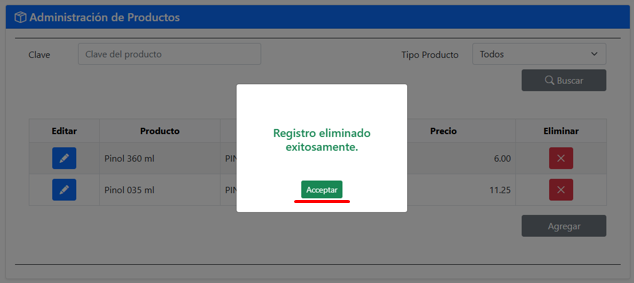 Administración de Productos
Clave
Clave del producto
Tipo Producto
Todos
Buscar
Editar
Producto
Precio
Eliminar
Registro eliminado
exitosamente.
Pinol 360 ml
PIN
6.00
Pinol 035 ml
PIN
11.25
Acceptar
Agregar